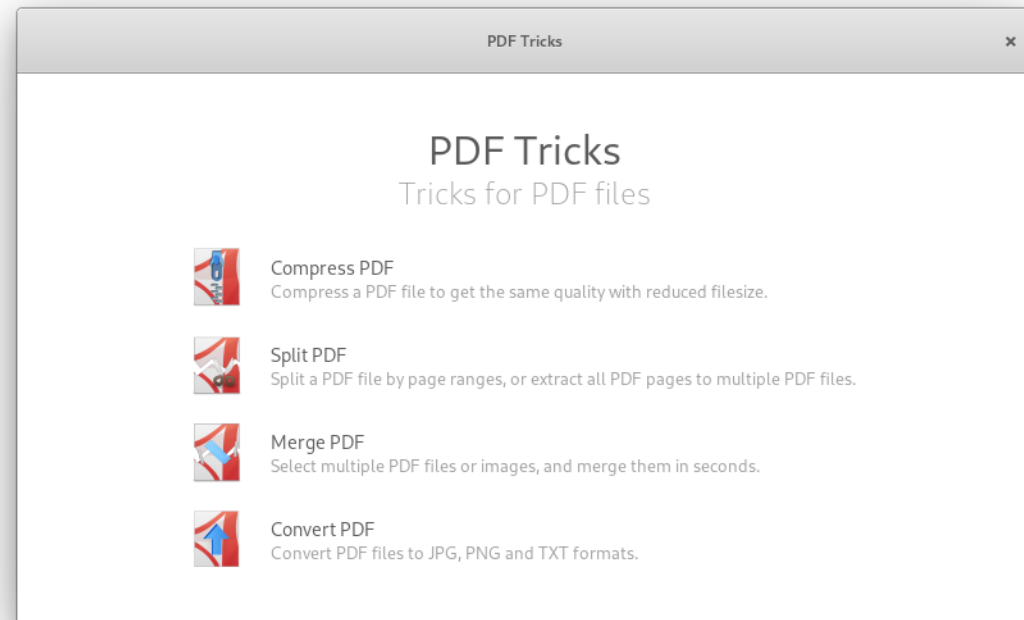 PDF Tricks
PDF Tricks
Tricks for PDF files
Compress PDF
Compress a PDF file to get the same quality with reduced filesize.
Split PDF
Split a PDF file by page ranges, or extract all PDF pages to multiple PDF files.
Merge PDF
Select multiple PDF files or images, and merge them in seconds.
Convert PDF
Convert PDF files to JPG, PNG and TXT formats.